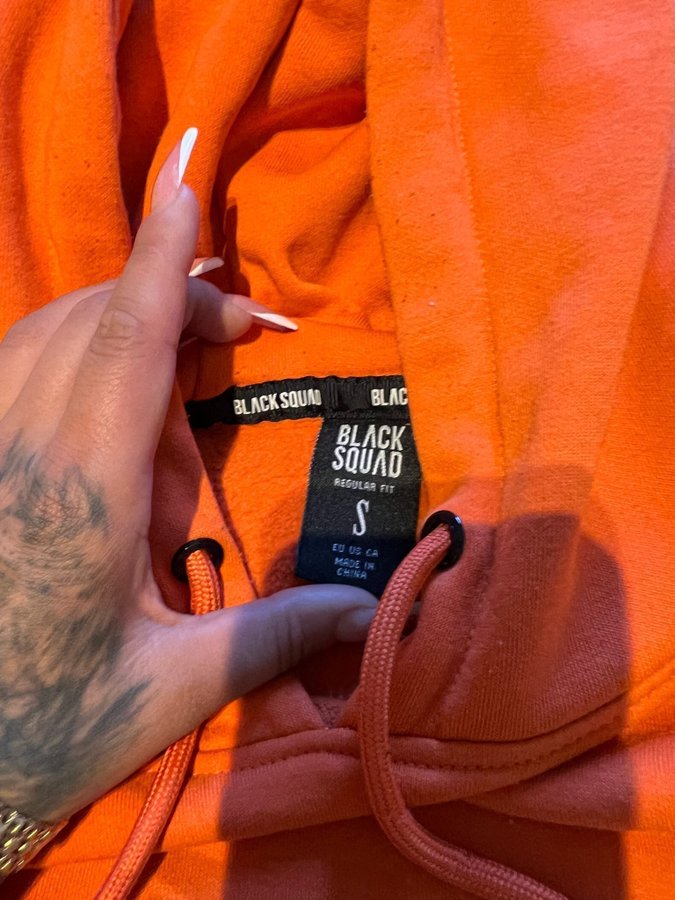 BLACK SQUAD BLAC
BLACK
SQUAD
REGULAR FIT
S
EU US CA
MADE IN
CHINA